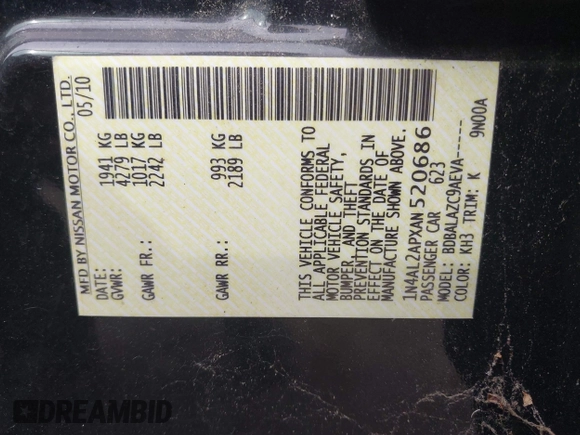 MFD BY NISSAN MOTOR CO., LTD.
DATE: 05/10
GVWR: 1941 KG
4279 LB
GAWR FR.: 1017 KG
2242 LB
GAWR RR.: 993 KG
2189 LB
THIS VEHICLE CONFORMS TO
ALL APPLICABLE FEDERAL
MOTOR VEHICLE SAFETY,
BUMPER, AND THEFT
PREVENTION STANDARDS IN
EFFECT ON THE DATE OF
MANUFACTURE SHOWN ABOVE.
1N4AL2APXAN520686
PASSENGER CAR 623
MODEL: BDBALAZC9AEVA-----
COLOR: KH3 TRIM: K 9N00A
DREAMBID